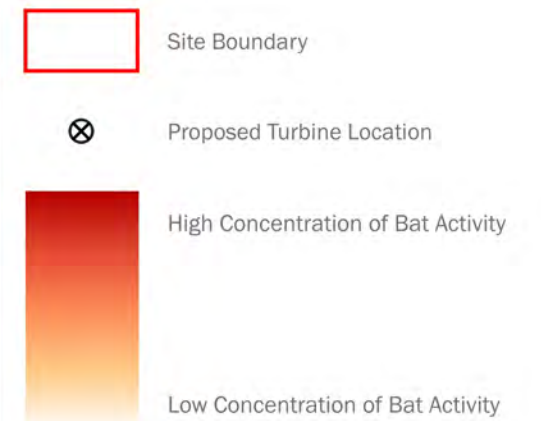 Site Boundary
Proposed Turbine Location
High Concentration of Bat Activity
Low Concentration of Bat Activity